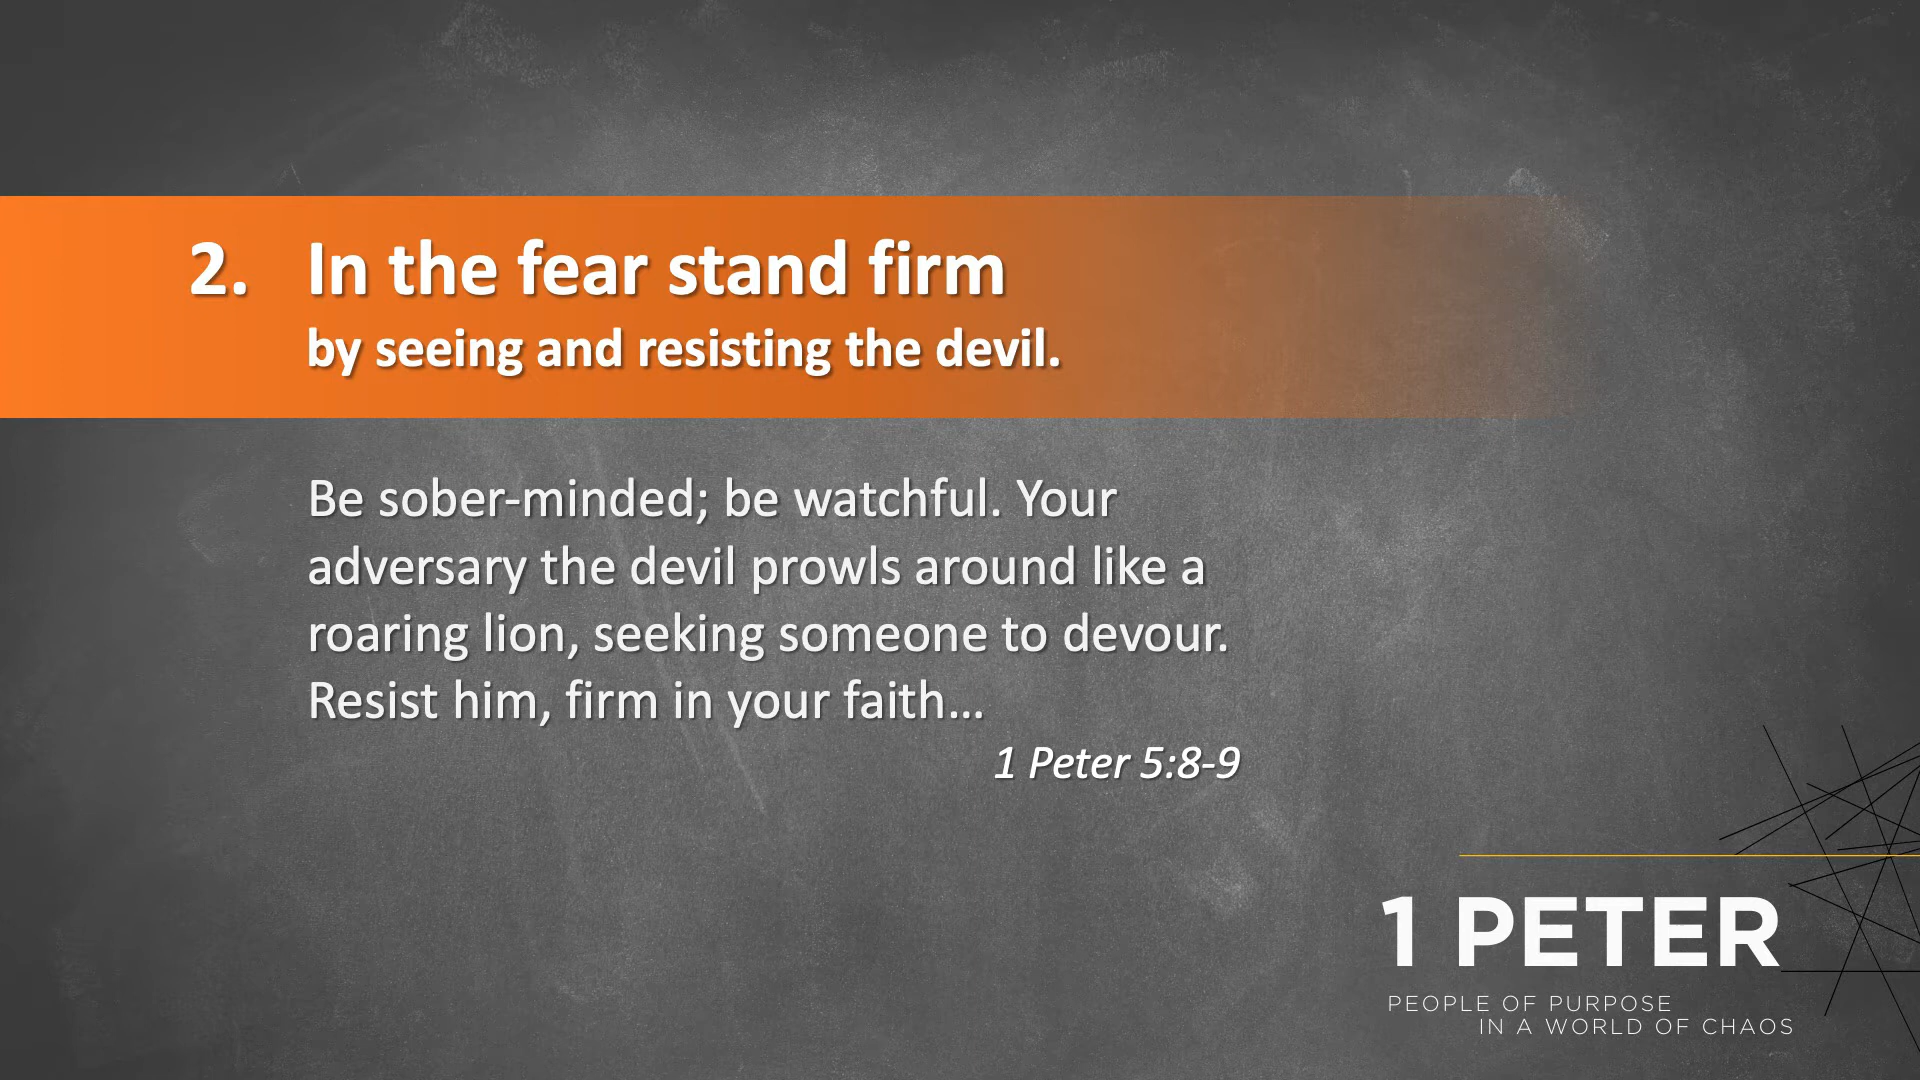 2. In the fear stand firm
by seeing and resisting the devil.
Be sober-minded; be watchful. Your
adversary the devil prowls around like a
roaring lion, seeking someone to devour.
Resist him, firm in your faith…
1 Peter 5:8-9
1 PETER
PEOPLE OF PURPOSE
IN A WORLD OF CHAOS